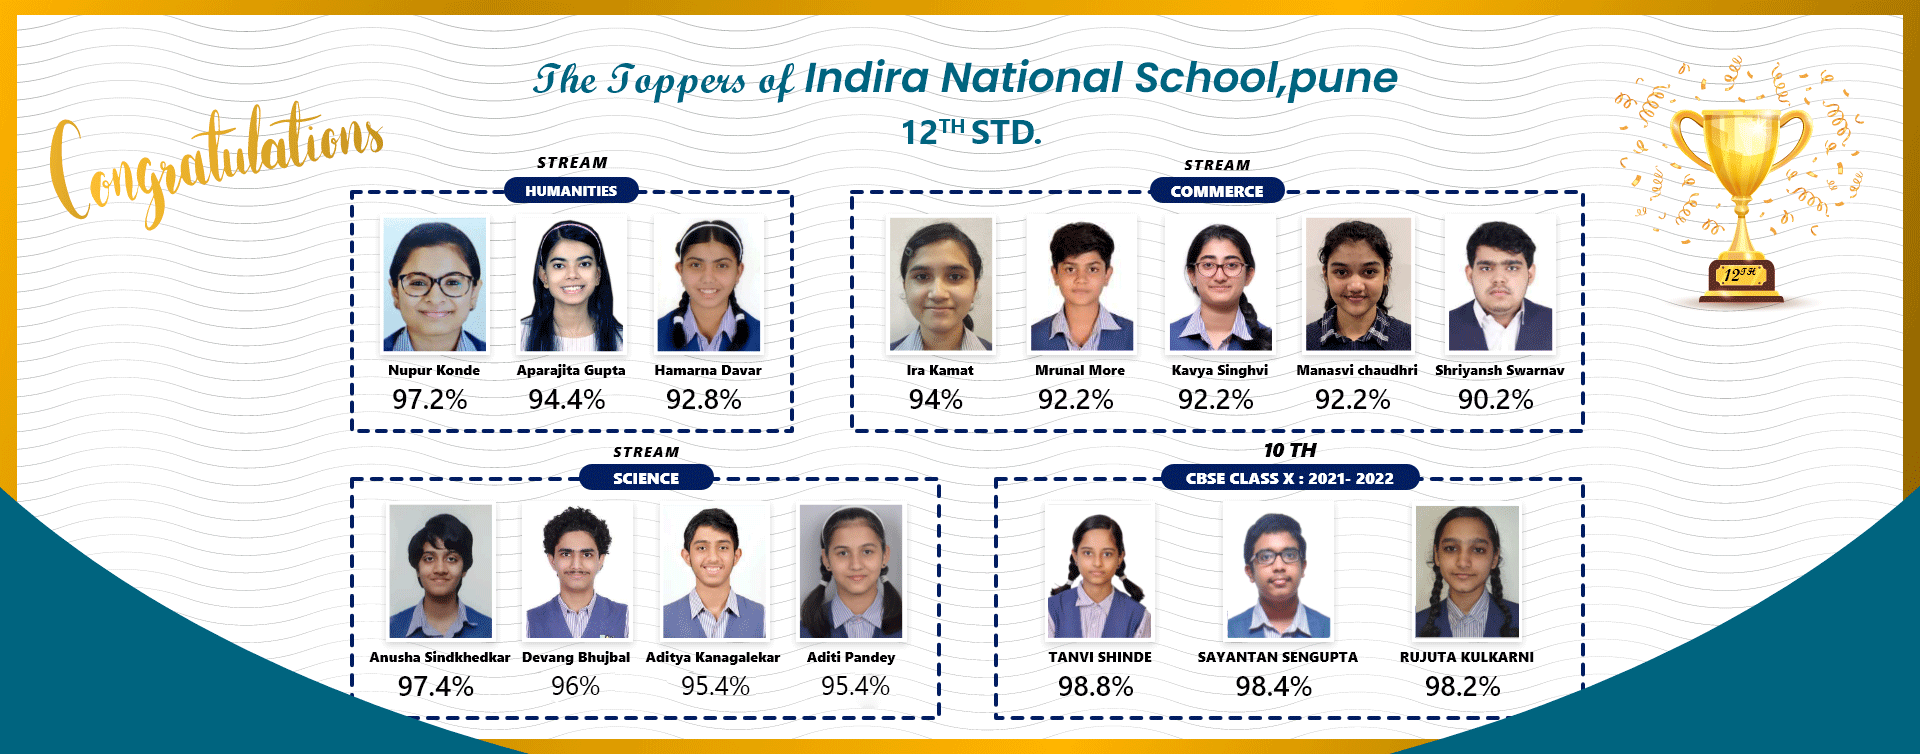 The Toppers of Indira National School,pune
Congratulations
12TH STD.
STREAM
HUMANITIES
Nupur Konde
97.2%
Aparajita Gupta
94.4%
Hamarna Davar
92.8%
STREAM
COMMERCE
Ira Kamat
94%
Mrunal More
92.2%
Kavya Singhvi
92.2%
Manasvi chaudhri
92.2%
Shriyansh Swarnav
90.2%
12TH
STREAM
SCIENCE
Anusha Sindkhedkar
97.4%
Devang Bhujbal
96%
Aditya Kanagalekar
95.4%
Aditi Pandey
95.4%
10 TH
CBSE CLASS X : 2021- 2022
TANVI SHINDE
98.8%
SAYANTAN SENGUPTA
98.4%
RUJUTA KULKARNI
98.2%